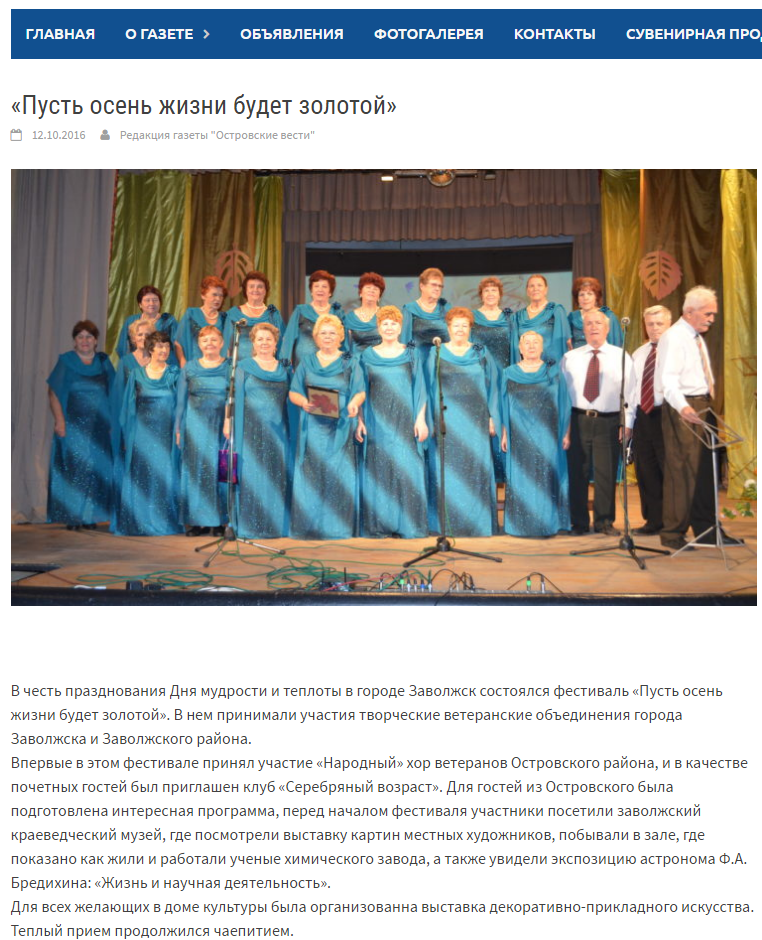 ГЛАВНАЯ О ГАЗЕТЕ ОБЪЯВЛЕНИЯ ФОТОГАЛЕРЕЯ КОНТАКТЫ СУВЕНИРНАЯ ПРОД
«Пусть осень жизни будет золотой»
12.10.2016 Редакция газеты "Островские вести"
В честь празднования Дня мудрости и теплоты в городе Заволжск состоялся фестиваль «Пусть осень
жизни будет золотой». В нем принимали участия творческие ветеранские объединения города
Заволжска и Заволжского района.
Впервые в этом фестивале принял участие «Народный» хор ветеранов Островского района, и в качестве
почетных гостей был приглашен клуб «Серебряный возраст». Для гостей из Островского была
подготовлена интересная программа, перед началом фестиваля участники посетили заволжский
краеведческий музей, где посмотрели выставку картин местных художников, побывали в зале, где
показано как жили и работали ученые химического завода, а также увидели экспозицию астронома Ф.А.
Бредихина: «Жизнь и научная деятельность».
Для всех желающих в доме культуры была организованна выставка декоративно-прикладного искусства.
Теплый прием продолжился чаепитием.